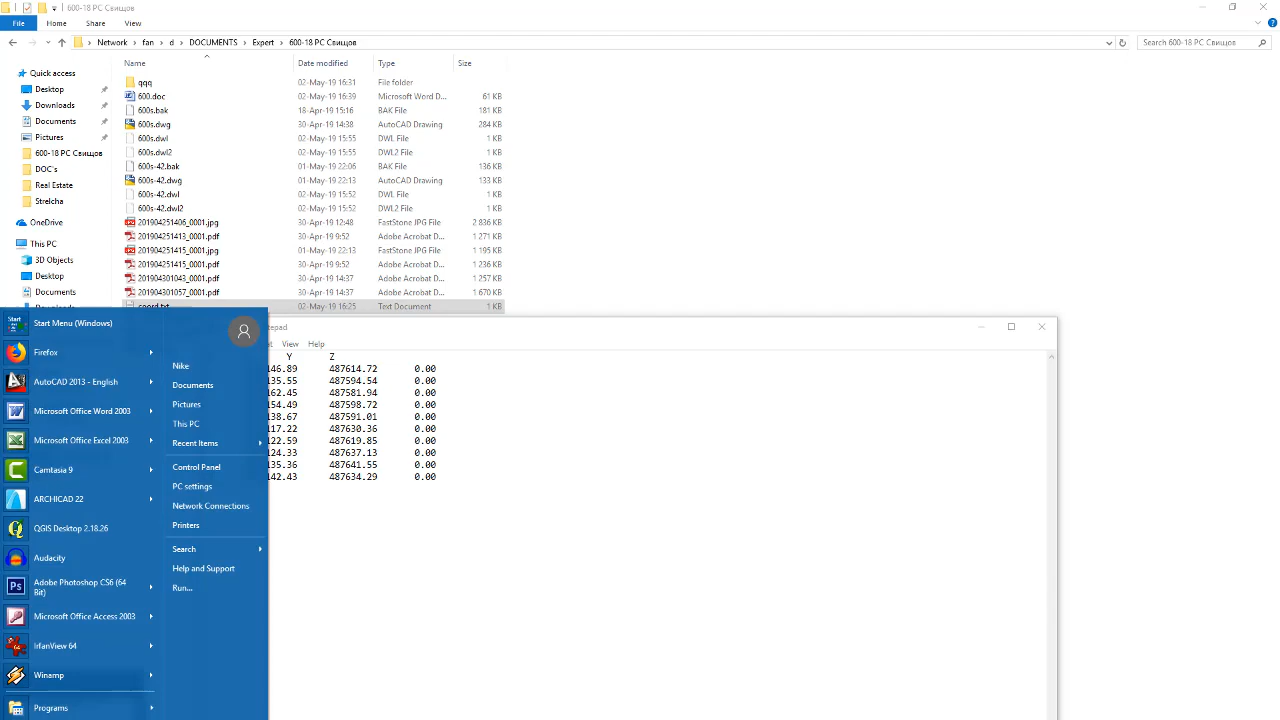 600-18 РС Свищов
File Home Share View
Network fan d DOCUMENTS Expert 600-18 РС Свищов
Search 600-18 РС Свищов
Name Date modified Type Size
Quick access
Desktop
Downloads
Documents
Pictures
600-18 РС Свищов
DOC's
Real Estate
Strelcha
OneDrive
This PC
3D Objects
Desktop
Documents
qqq 02-May-19 16:31 File folder
600.doc 02-May-19 16:39 Microsoft Word D... 61 KB
600s.bak 18-Apr-19 15:16 BAK File 181 KB
600s.dwg 30-Apr-19 14:38 AutoCAD Drawing 284 KB
600s.dwl 02-May-19 15:55 DWL File 1 KB
600s.dwl2 02-May-19 15:55 DWL2 File 1 KB
600s-42.bak 01-May-19 22:06 BAK File 136 KB
600s-42.dwg 01-May-19 22:13 AutoCAD Drawing 133 KB
600s-42.dwl 02-May-19 15:52 DWL File 1 KB
600s-42.dwl2 02-May-19 15:52 DWL2 File 1 KB
201904251406_0001.jpg 30-Apr-19 12:48 FastStone JPG File 2 836 KB
201904251413_0001.pdf 30-Apr-19 9:52 Adobe Acrobat D... 1 271 KB
201904251415_0001.jpg 01-May-19 22:13 FastStone JPG File 1 195 KB
201904251415_0001.pdf 30-Apr-19 9:52 Adobe Acrobat D... 1 236 KB
201904301043_0001.pdf 30-Apr-19 14:37 Adobe Acrobat D... 1 257 KB
201904301057_0001.pdf 30-Apr-19 14:37 Adobe Acrobat D... 1 670 KB
coord.txt 02-May-19 16:25 Text Document 1 KB
Start Menu (Windows)
Firefox
AutoCAD 2013 - English
Microsoft Office Word 2003
Microsoft Office Excel 2003
Camtasia 9
ARCHICAD 22
QGIS Desktop 2.18.26
Audacity
Adobe Photoshop CS6 (64
Bit)
Microsoft Office Access 2003
IrfanView 64
Winamp
Programs
Nike
Documents
Pictures
This PC
Recent Items
Control Panel
PC settings
Network Connections
Printers
Search
Help and Support
Run...
tepad
at View Help
Y Z
146.89 487614.72 0.00
135.55 487594.54 0.00
162.45 487581.94 0.00
154.49 487598.72 0.00
138.67 487591.01 0.00
117.22 487630.36 0.00
122.59 487619.85 0.00
124.33 487637.13 0.00
135.36 487641.55 0.00
142.43 487634.29 0.00